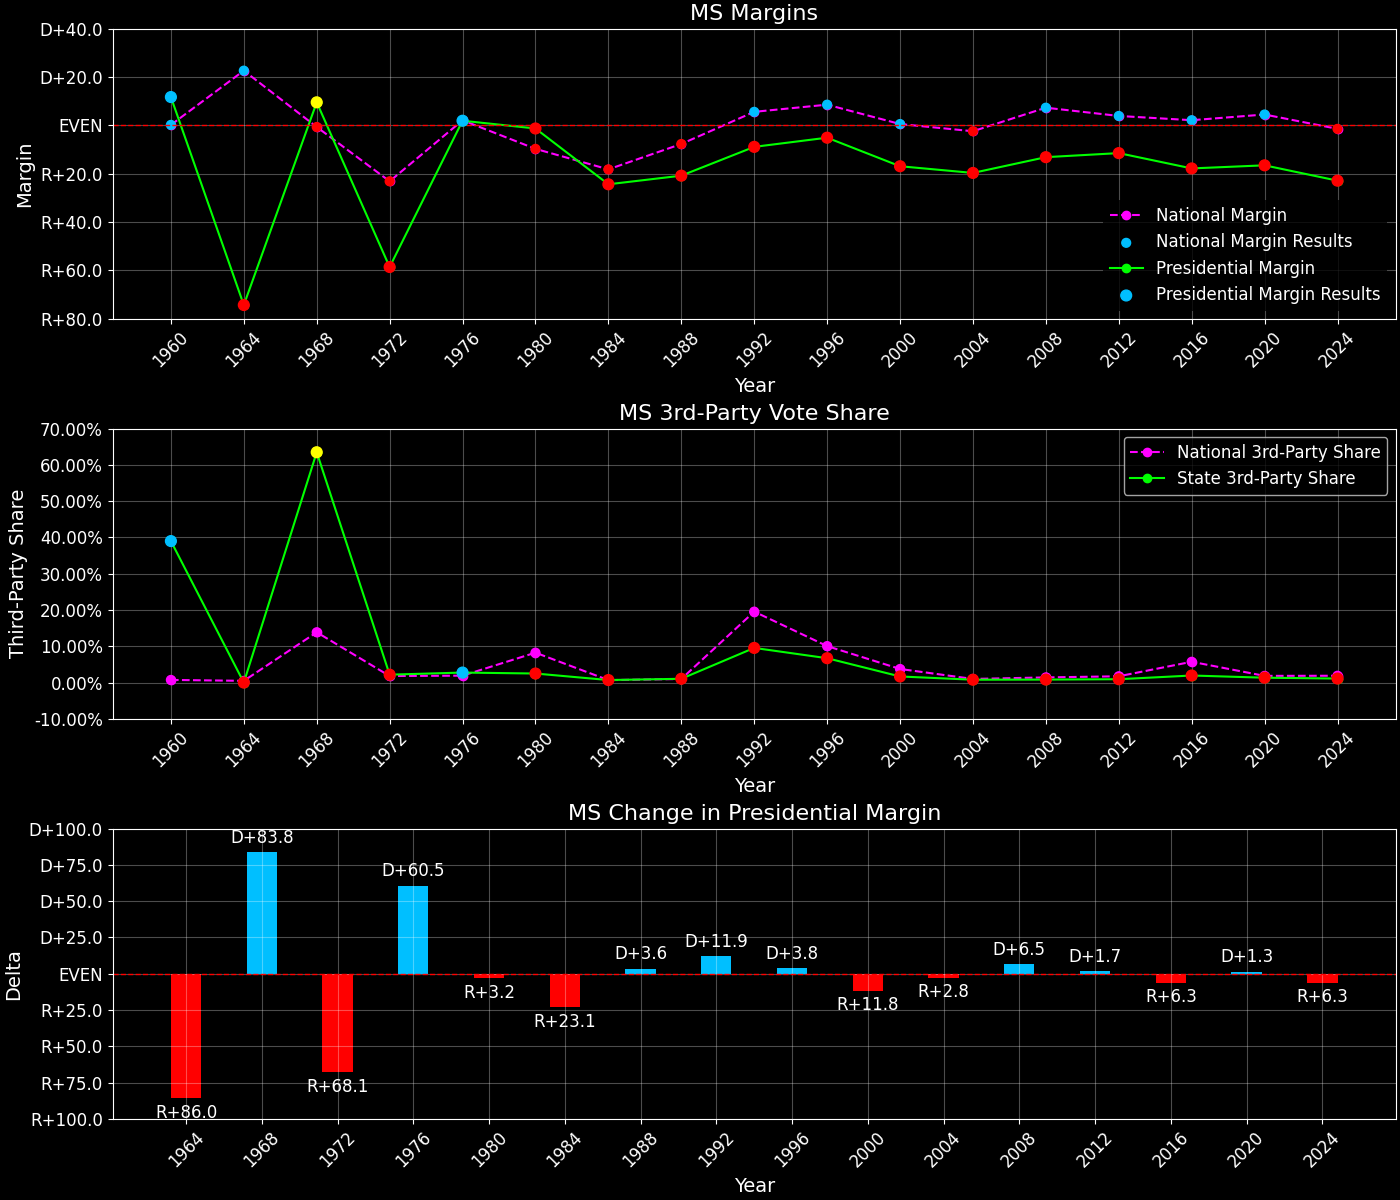 MS Margins
D+40.0
D+20.0
EVEN
R+20.0
R+40.0
R+60.0
R+80.0
Margin
National Margin
National Margin Results
Presidential Margin
Presidential Margin Results
1960 1964 1968 1972 1976 1980 1984 1988 1992 1996 2000 2004 2008 2012 2016 2020 2024
Year
MS 3rd-Party Vote Share
70.00%
60.00%
50.00%
40.00%
30.00%
20.00%
10.00%
0.00%
-10.00%
Third-Party Share
National 3rd-Party Share
State 3rd-Party Share
1960 1964 1968 1972 1976 1980 1984 1988 1992 1996 2000 2004 2008 2012 2016 2020 2024
Year
MS Change in Presidential Margin
D+100.0
D+75.0
D+50.0
D+25.0
EVEN
R+25.0
R+50.0
R+75.0
R+100.0
Delta
R+86.0
D+83.8
R+68.1
D+60.5
R+3.2
R+23.1
D+3.6
D+11.9
D+3.8
R+11.8
R+2.8
D+6.5
D+1.7
R+6.3
D+1.3
R+6.3
1964 1968 1972 1976 1980 1984 1988 1992 1996 2000 2004 2008 2012 2016 2020 2024
Year